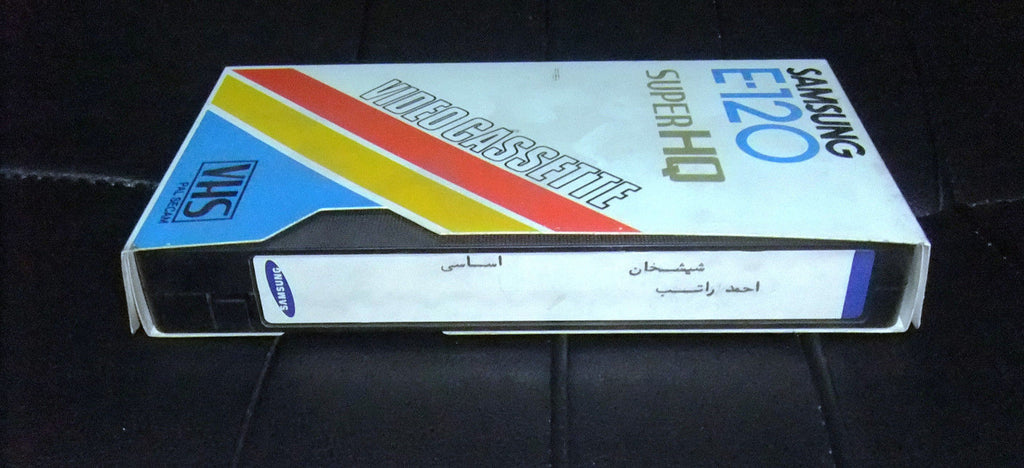 SAMSUNG
E-120
SUPER HQ
VIDEOCASSETTE
VHS
PAL SECAM
SAMSUNG
شيشخان
اساسى
احمد راتب